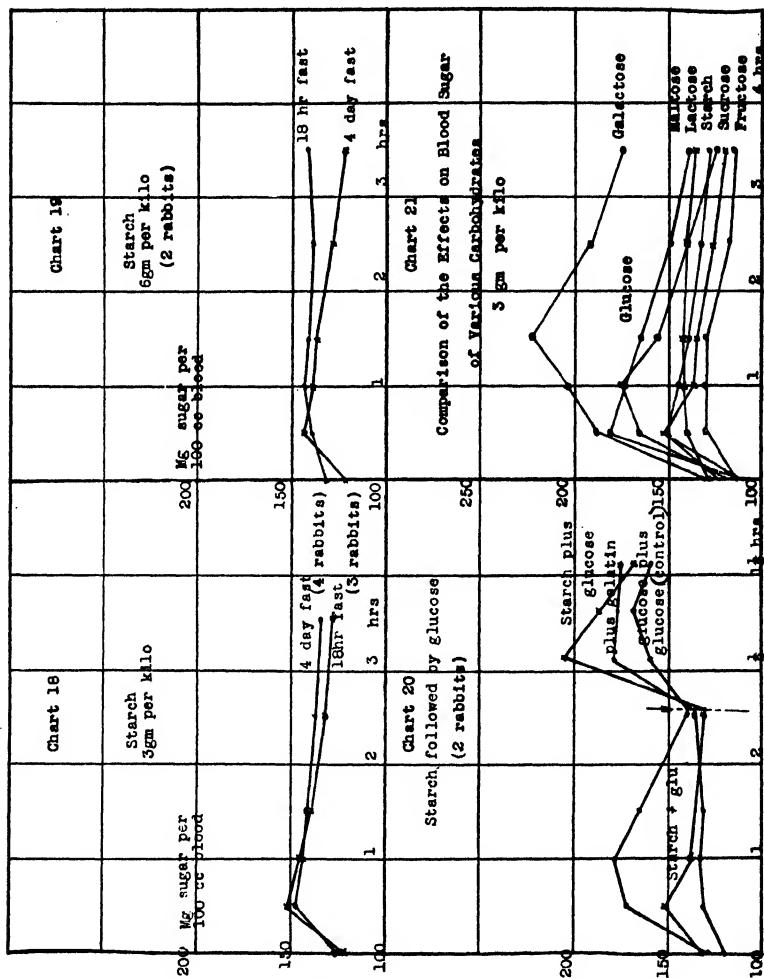 Chart 18
Starch
3gm per kilo
Mg sugar per
100 cc blood
200
150
100
1
2
3
hrs
4 day fast
(4 rabbits)
18hr fast
(3 rabbits)
Chart 19
Starch
6gm per kilo
(2 rabbits)
Mg sugar per
100 cc blood
200
150
100
1
2
3
hrs
18 hr fast
4 day fast
Chart 20
Starch, followed by glucose
(2 rabbits)
200
150
100
1
2
hrs
Starch + glu
Starch plus
glucose
plus gelatin
glucose plus
glucose(control)
Chart 21
Comparison of the Effects on Blood Sugar
of Various Carbohydrates
3 gm per kilo
250
200
150
100
1
2
3
4 hrs
Galactose
Glucose
Maltose
Lactose
Starch
Sucrose
Fructose